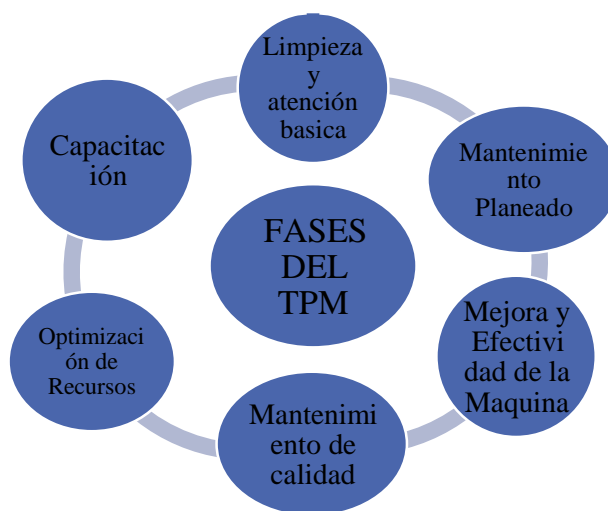 Limpieza
y
atención
basica
Mantenimie
nto
Planeado
Mejora y
Efectivi
dad de la
Maquina
Mantenimi
ento de
calidad
Optimizaci
ón de
Recursos
Capacitac
ión
FASES
DEL
TPM